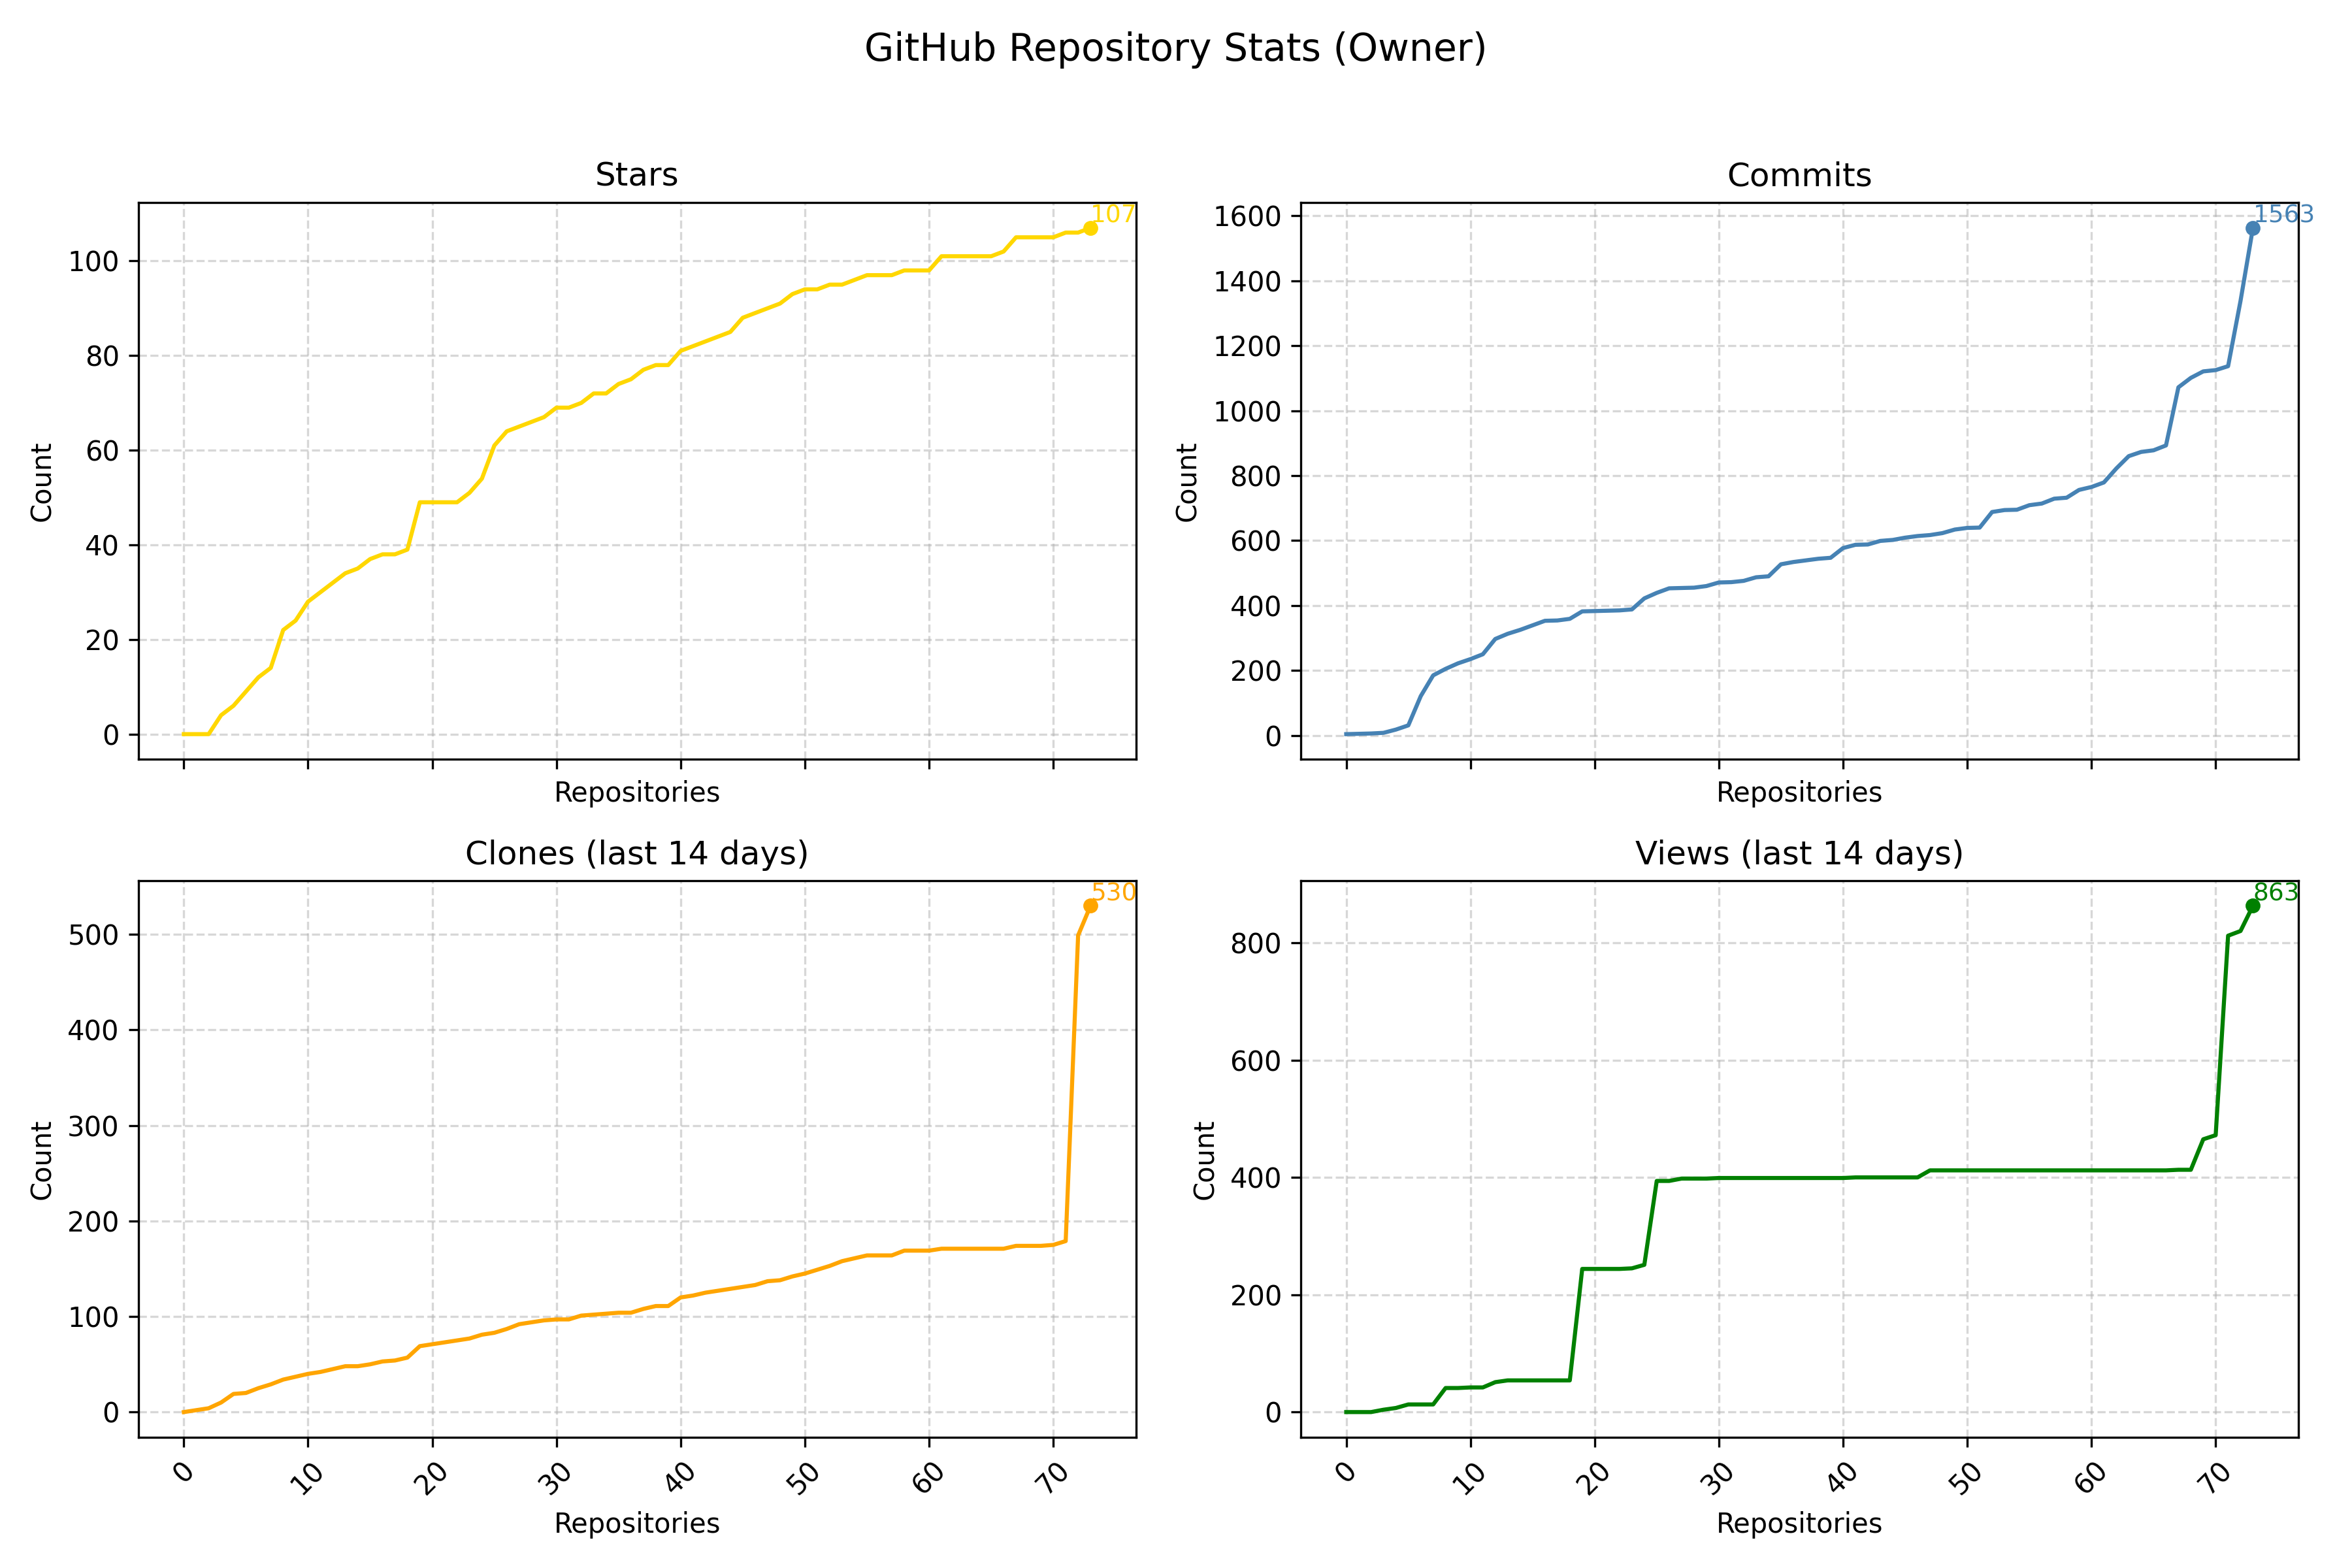 GitHub Repository Stats (Owner)
Stars
107
100
80
60
40
20
0
Count
Repositories
Commits
1563
1600
1400
1200
1000
800
600
400
200
0
Count
Repositories
Clones (last 14 days)
530
500
400
300
200
100
0
Count
0 10 20 30 40 50 60 70
Repositories
Views (last 14 days)
863
800
600
400
200
0
Count
0 10 20 30 40 50 60 70
Repositories